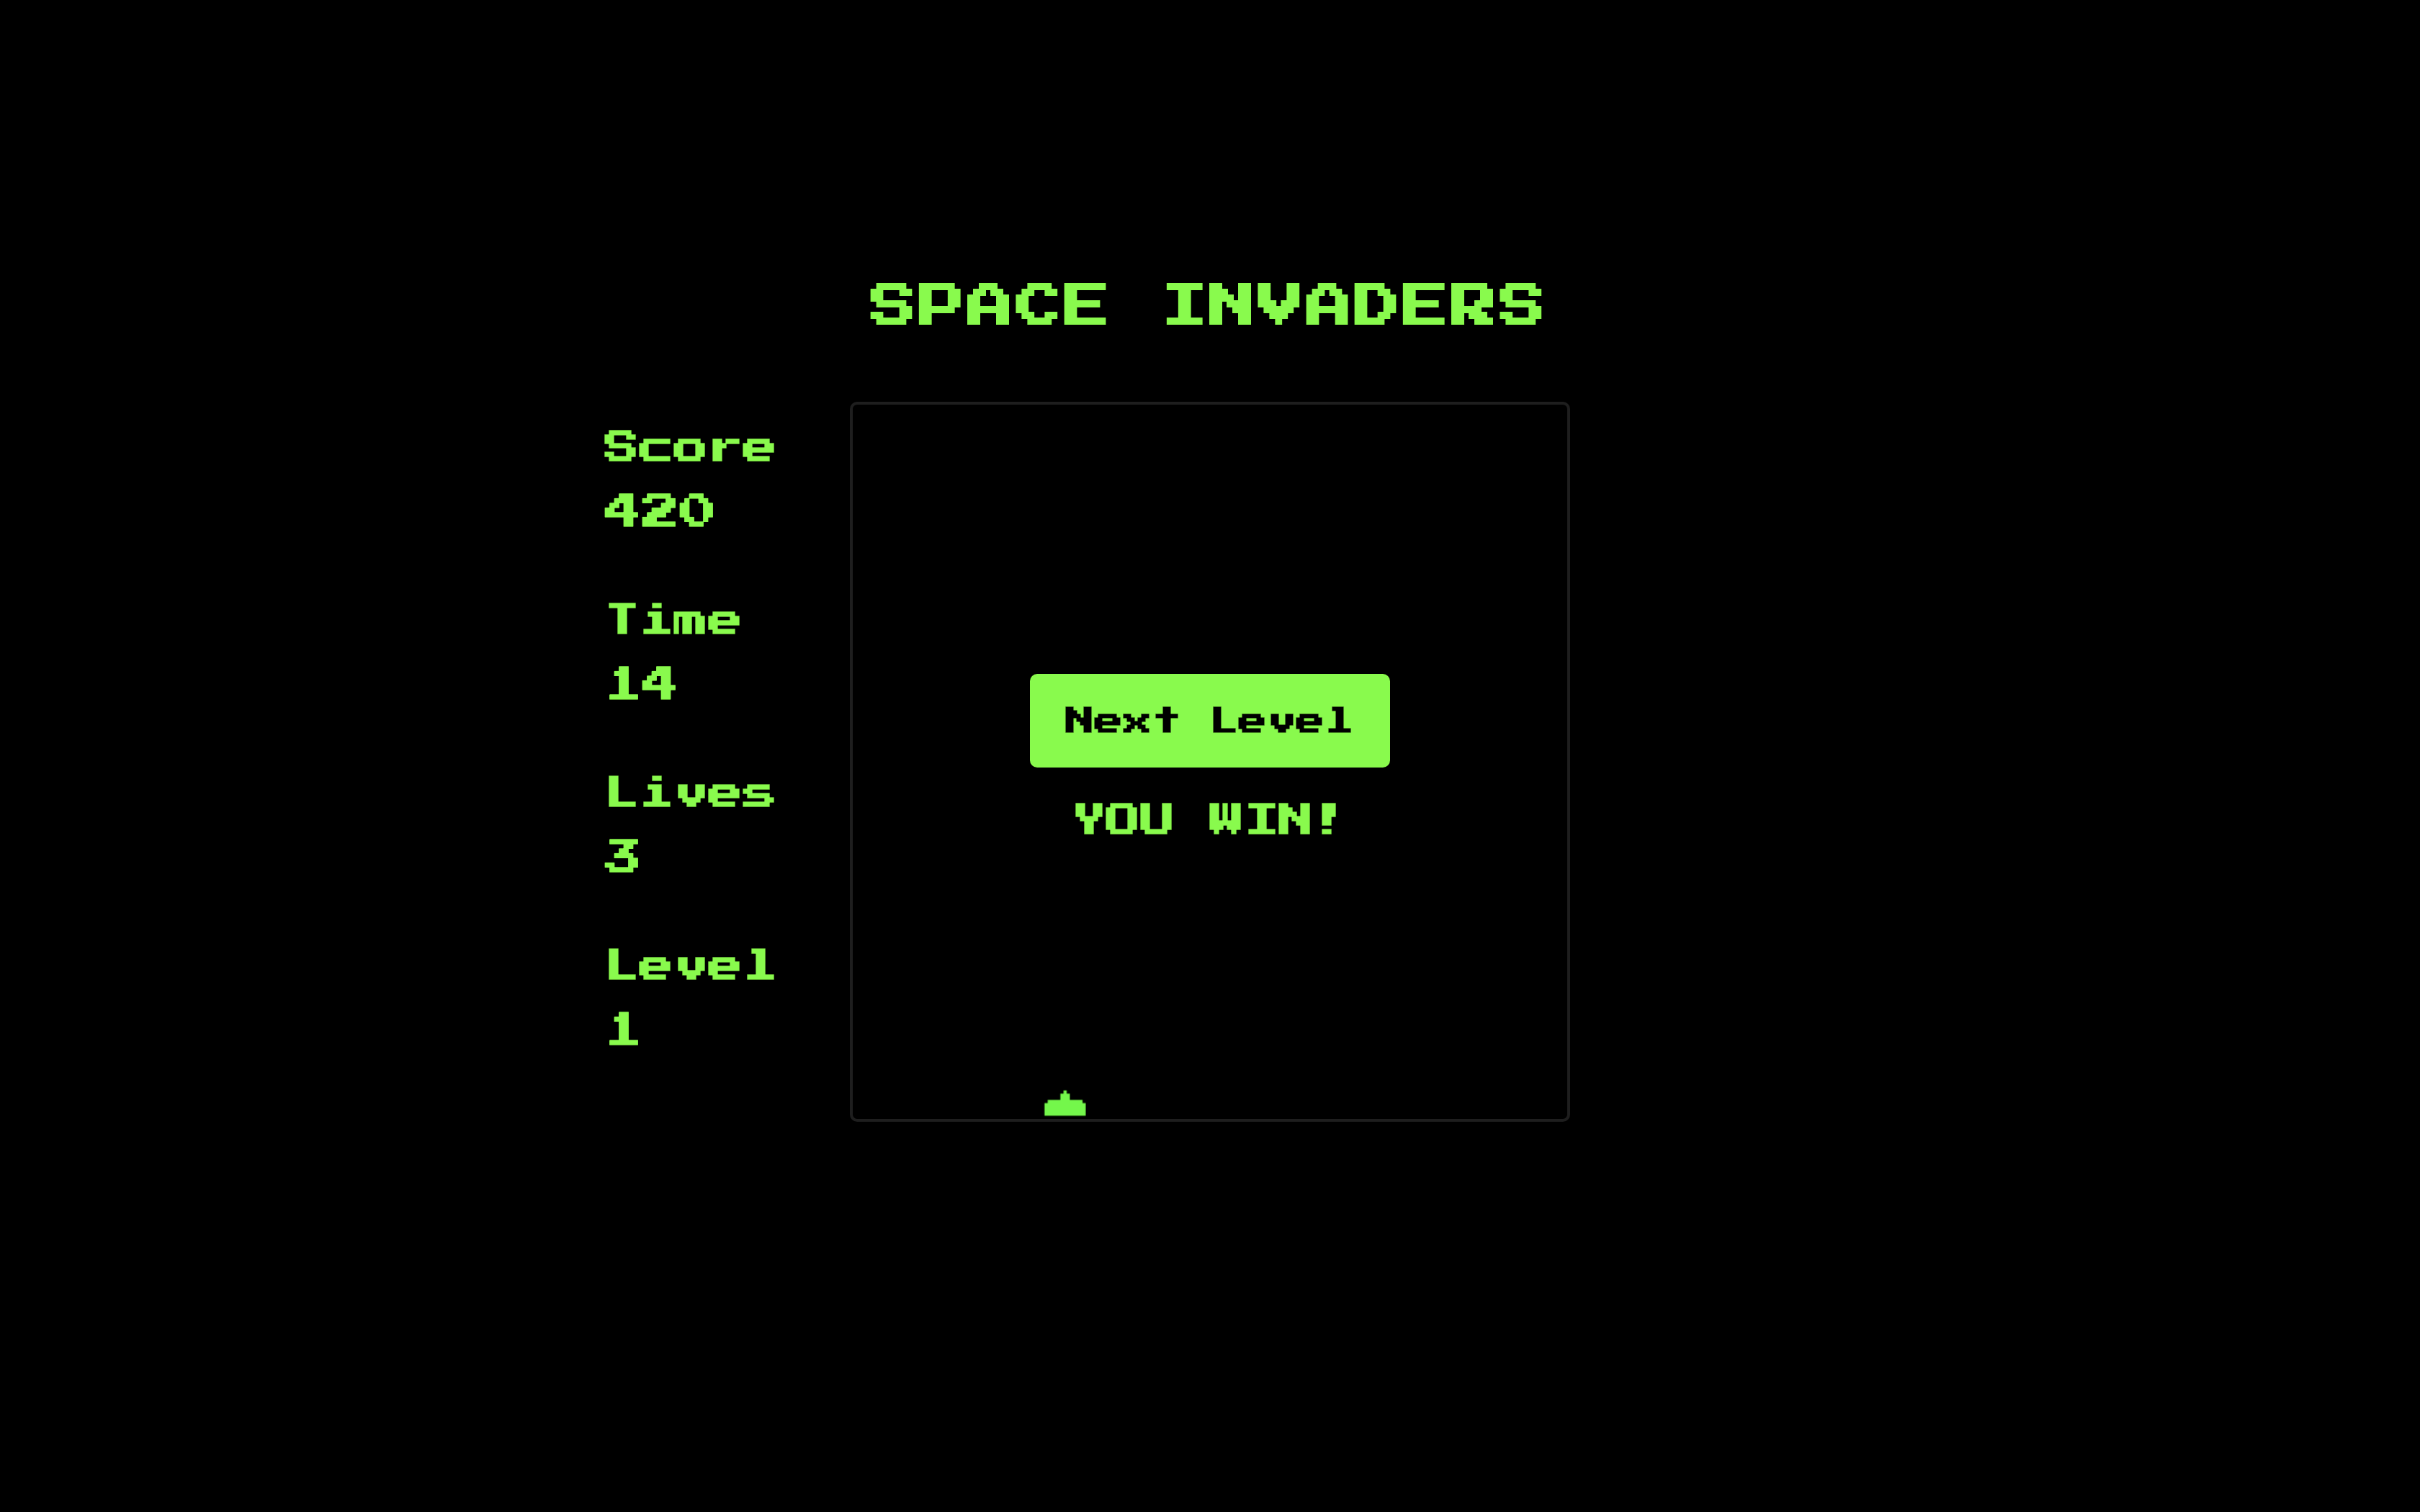 SPACE INVADERS
Score
420
Time
14
Lives
3
Level
1
Next Level
YOU WIN!